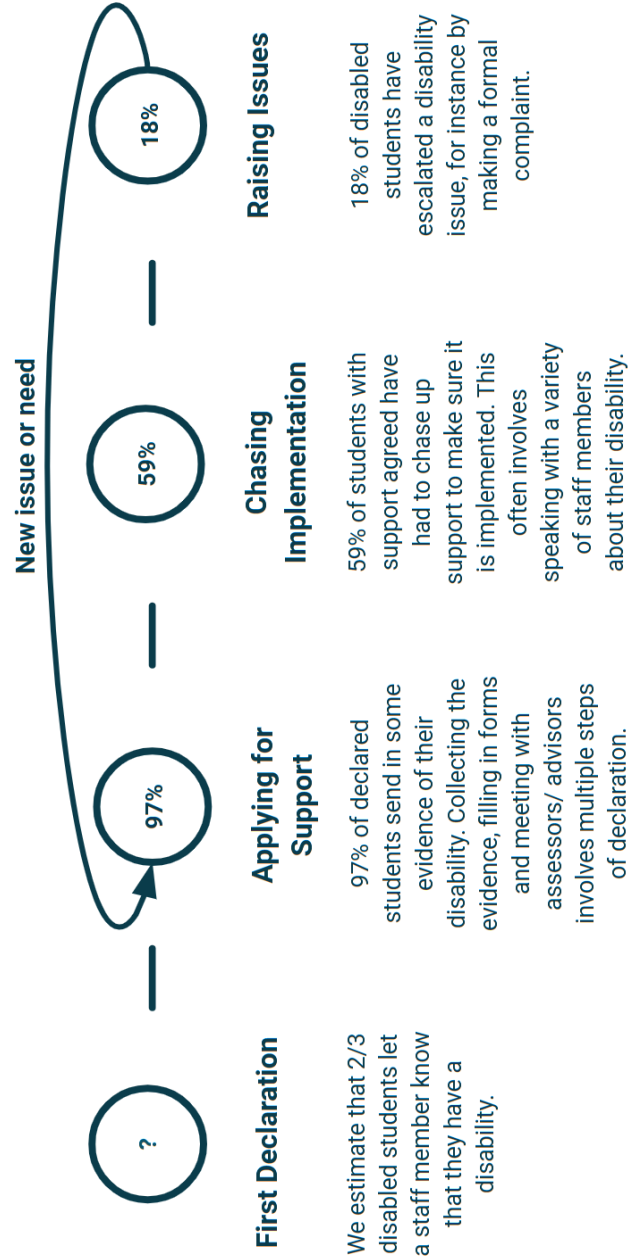 New issue or need
?
First Declaration
We estimate that 2/3
disabled students let
a staff member know
that they have a
disability.
97%
Applying for
Support
97% of declared
students send in some
evidence of their
disability. Collecting the
evidence, filling in forms
and meeting with
assessors/ advisors
involves multiple steps
of declaration.
59%
Chasing
Implementation
59% of students with
support agreed have
had to chase up
support to make sure it
is implemented. This
often involves
speaking with a variety
of staff members
about their disability.
18%
Raising Issues
18% of disabled
students have
escalated a disability
issue, for instance by
making a formal
complaint.